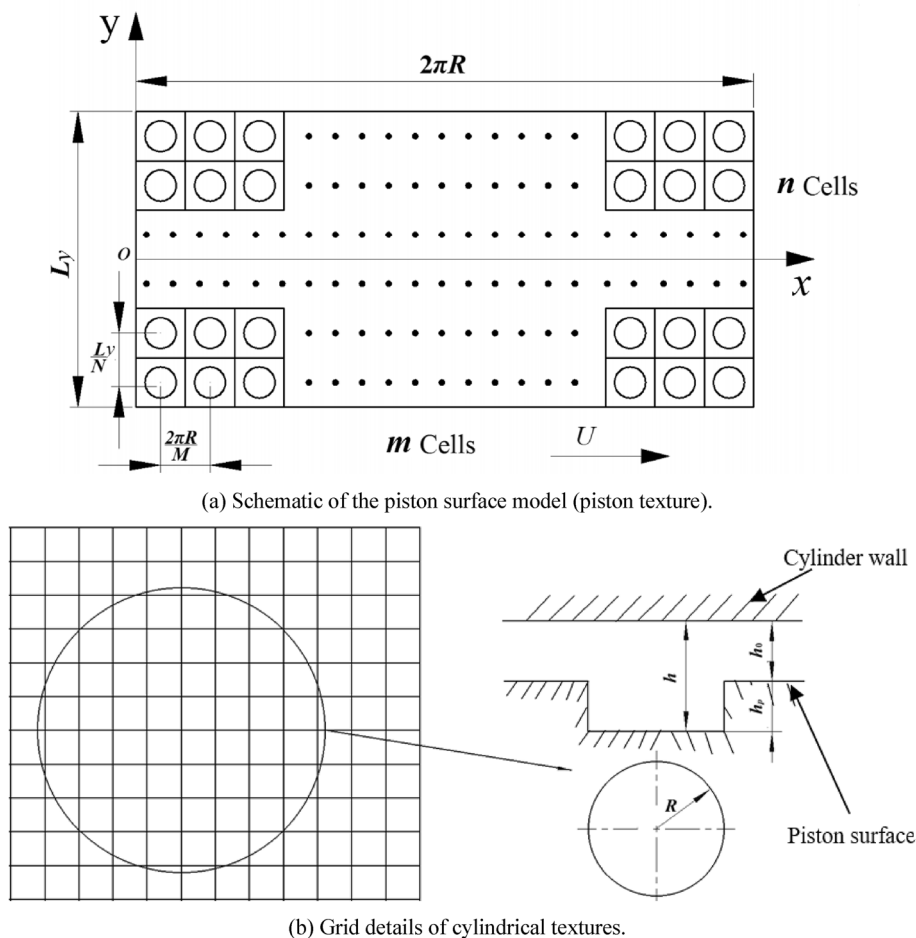 y
2πR
n Cells
Ly
O
x
Ly
N
2πR
M
m Cells
U
(a) Schematic of the piston surface model (piston texture).
Cylinder wall
h
h₀
hₚ
R
Piston surface
(b) Grid details of cylindrical textures.